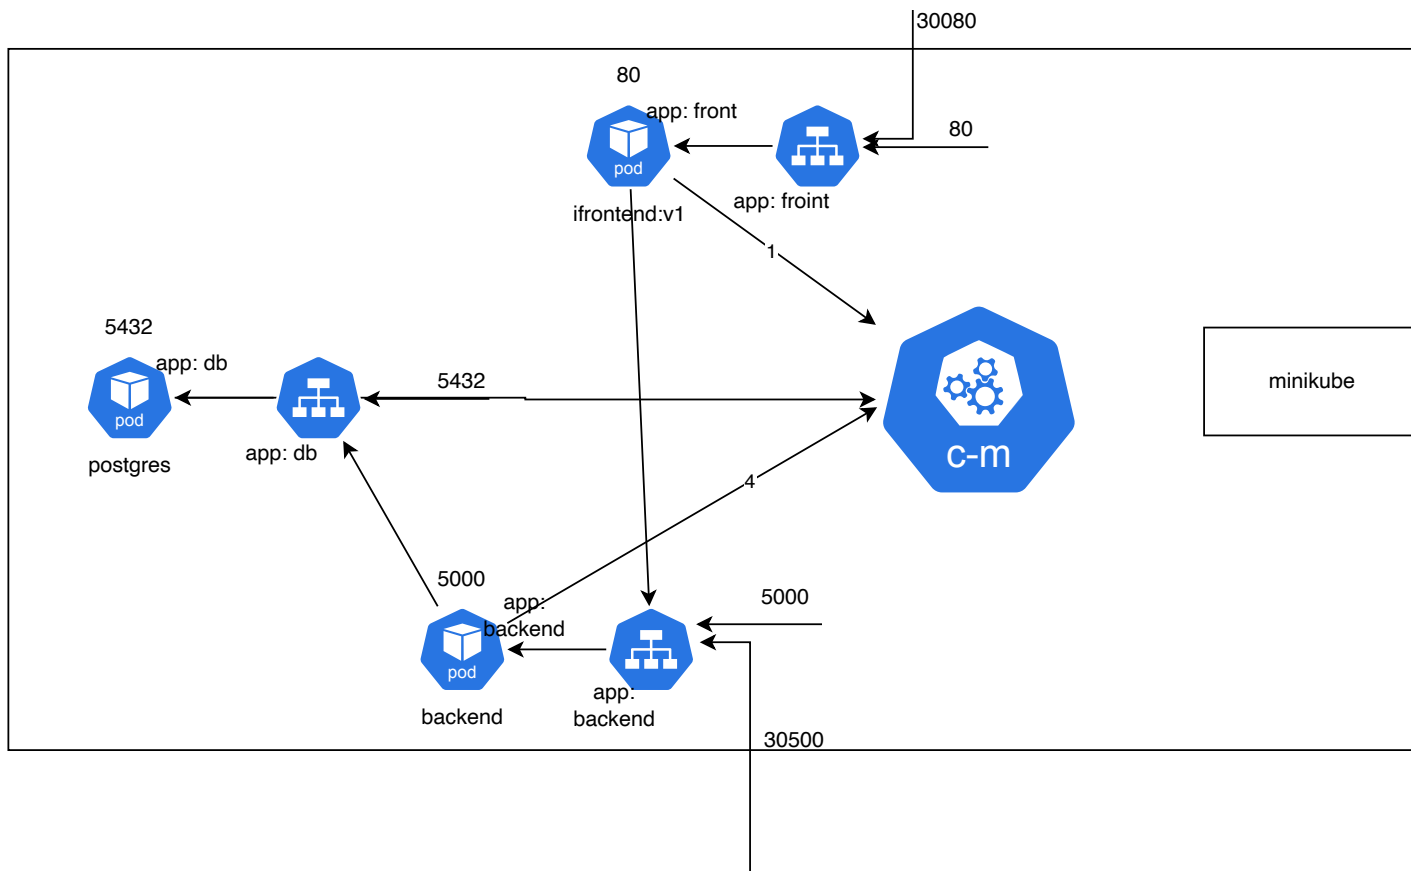 30080
80
80
app: front
pod
app: froint
ifrontend:v1
1
5432
app: db
5432
minikube
pod
c-m
app: db
postgres
4
5000
5000
app:
backend
pod
app:
backend
backend
30500